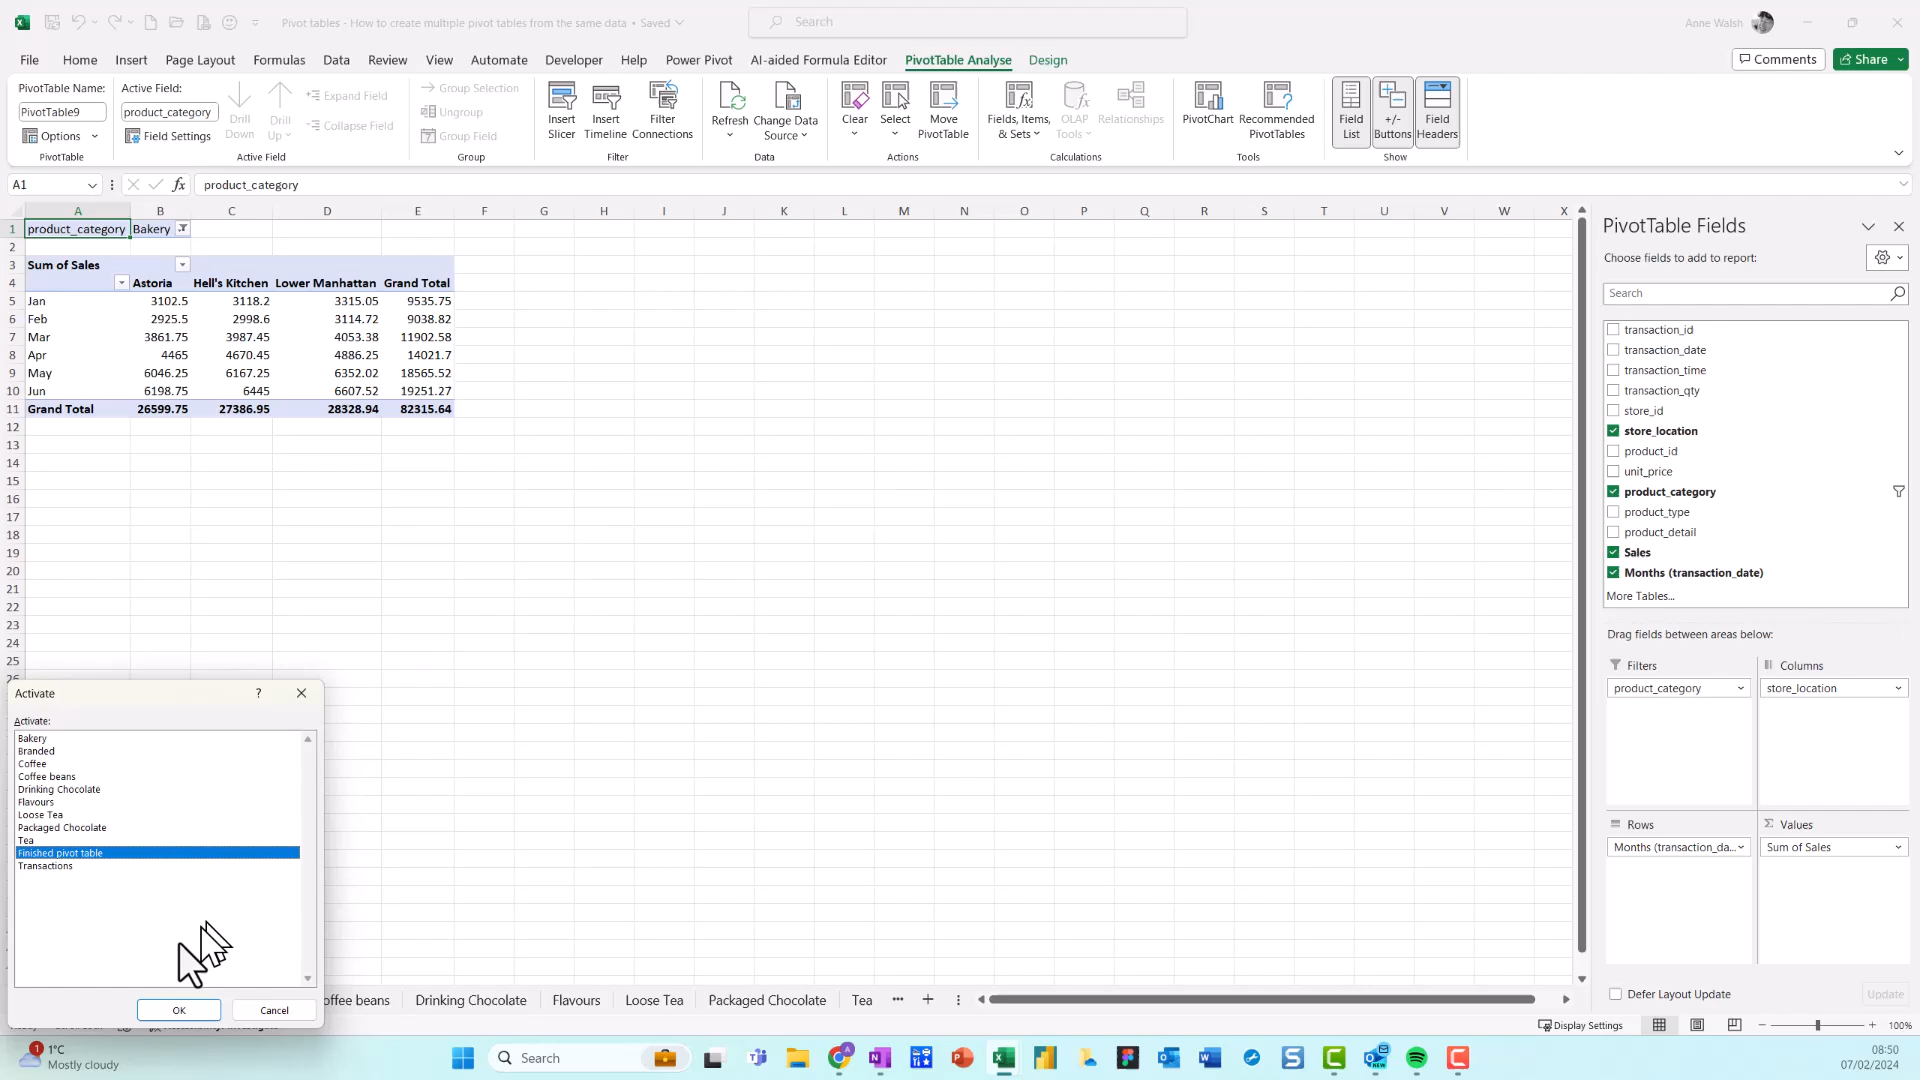 Pivot tables - How to create multiple pivot tables from the same data • Saved
Search
Anne Walsh
File Home Insert Page Layout Formulas Data Review View Automate Developer Help Power Pivot AI-aided Formula Editor PivotTable Analyse Design
Comments
Share
PivotTable Name:
PivotTable9
Options
PivotTable
Active Field:
product_category
Field Settings
Drill Down
Drill Up
Expand Field
Collapse Field
Active Field
Group Selection
Ungroup
Group Field
Group
Insert Slicer
Insert Timeline
Filter Connections
Filter
Refresh
Change Data Source
Data
Clear
Select
Move PivotTable
Actions
Fields, Items, & Sets
OLAP Tools
Relationships
Calculations
PivotChart
Recommended PivotTables
Tools
Field List
+/- Buttons
Field Headers
Show
A1
fx
product_category
A B C D E F G H I J K L M N O P Q R S T U V W X
1 product_category Bakery
2
3 Sum of Sales
4 Astoria Hell's Kitchen Lower Manhattan Grand Total
5 Jan 3102.5 3118.2 3315.05 9535.75
6 Feb 2925.5 2998.6 3114.72 9038.82
7 Mar 3861.75 3987.45 4053.38 11902.58
8 Apr 4465 4670.45 4886.25 14021.7
9 May 6046.25 6167.25 6352.02 18565.52
10 Jun 6198.75 6445 6607.52 19251.27
11 Grand Total 26599.75 27386.95 28328.94 82315.64
12
13
14
15
16
17
18
19
20
21
22
23
24
25
Activate
?
Activate:
Bakery
Branded
Coffee
Coffee beans
Drinking Chocolate
Flavours
Loose Tea
Packaged Chocolate
Tea
Finished pivot table
Transactions
OK Cancel
PivotTable Fields
Choose fields to add to report:
Search
transaction_id
transaction_date
transaction_time
transaction_qty
store_id
store_location
product_id
unit_price
product_category
product_type
product_detail
Sales
Months (transaction_date)
More Tables...
Drag fields between areas below:
Filters
product_category
Columns
store_location
Rows
Months (transaction_da...
Σ Values
Sum of Sales
Defer Layout Update
Update
offee beans Drinking Chocolate Flavours Loose Tea Packaged Chocolate Tea ...
Display Settings
100%
1
1°C
Mostly cloudy
Search
08:50
07/02/2024